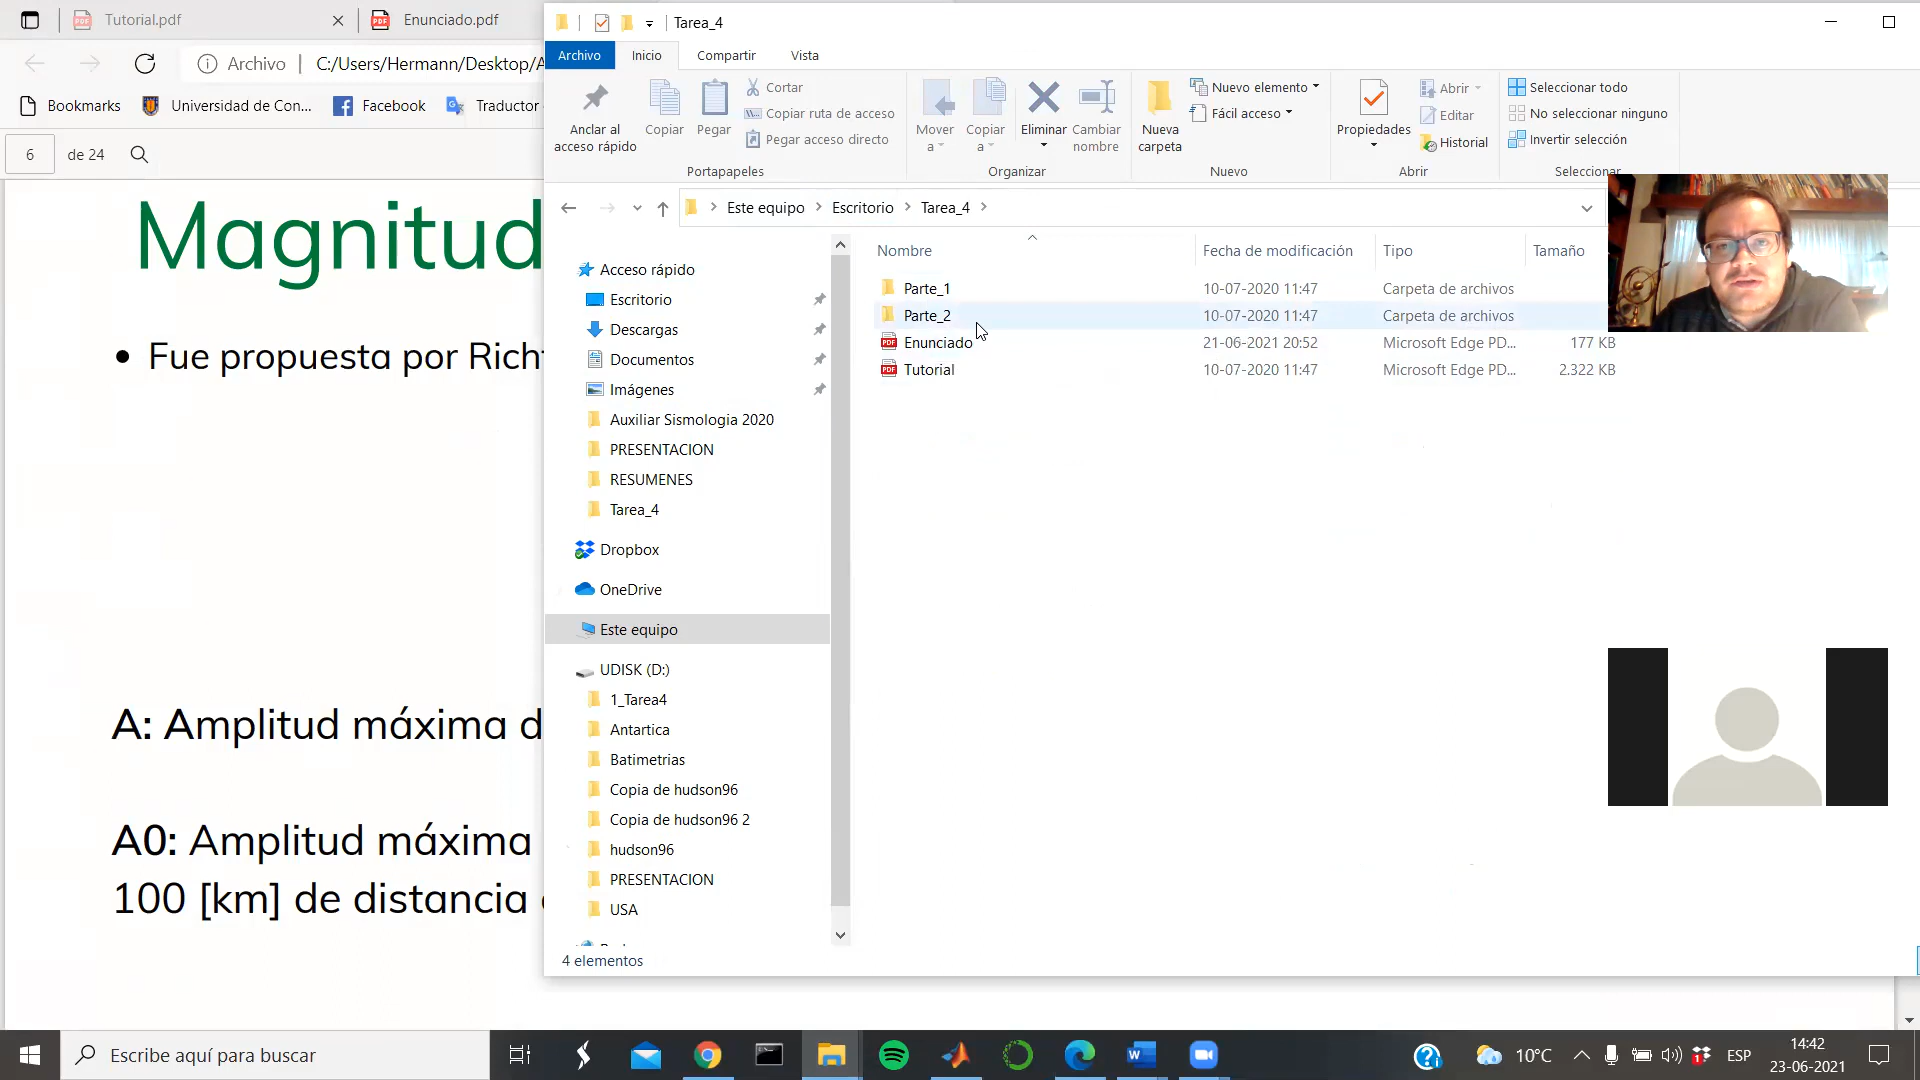 Tutorial.pdf
Enunciado.pdf
Archivo
C:/Users/Hermann/Desktop/A
Bookmarks
Universidad de Con...
Facebook
Traductor
6
de 24
Magnitud
• Fue propuesta por Rich
A: Amplitud máxima d
A0: Amplitud máxima
100 [km] de distancia
Tarea_4
Archivo
Inicio
Compartir
Vista
Anclar al
acceso rápido
Copiar
Pegar
Cortar
Copiar ruta de acceso
Pegar acceso directo
Portapapeles
Mover
a
Copiar
a
Eliminar
Cambiar
nombre
Organizar
Nueva
carpeta
Nuevo elemento
Fácil acceso
Nuevo
Propiedades
Abrir
Editar
Historial
Abrir
Seleccionar todo
No seleccionar ninguno
Invertir selección
Seleccionar
Este equipo
Escritorio
Tarea_4
Acceso rápido
Escritorio
Descargas
Documentos
Imágenes
Auxiliar Sismologia 2020
PRESENTACION
RESUMENES
Tarea_4
Dropbox
OneDrive
Este equipo
UDISK (D:)
1_Tarea4
Antartica
Batimetrias
Copia de hudson96
Copia de hudson96 2
hudson96
PRESENTACION
USA
Nombre
Fecha de modificación
Tipo
Tamaño
Parte_1
10-07-2020 11:47
Carpeta de archivos
Parte_2
10-07-2020 11:47
Carpeta de archivos
Enunciado
21-06-2021 20:52
Microsoft Edge PD...
177 KB
Tutorial
10-07-2020 11:47
Microsoft Edge PD...
2.322 KB
4 elementos
Escribe aquí para buscar
10°C
ESP
14:42
23-06-2021